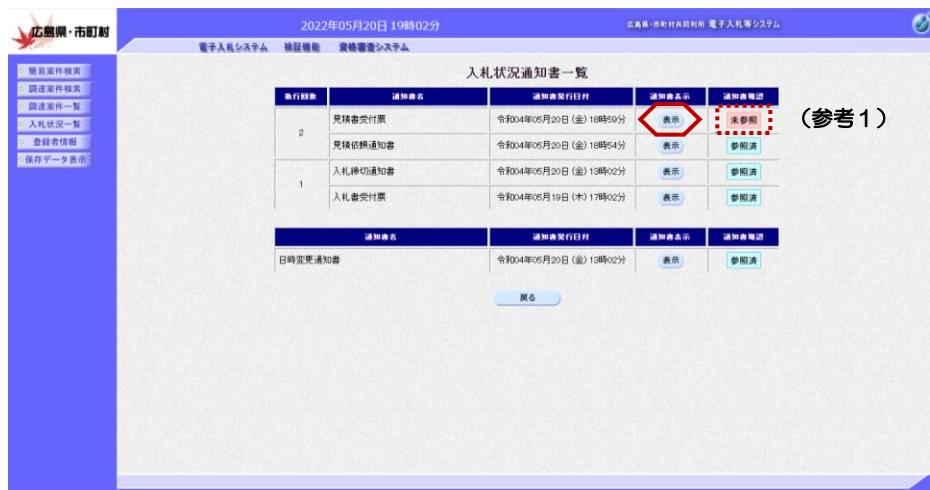 広島県・市町村
2022年05月20日 19時02分
広島県・市町村共同利用 電子入札等システム
電子入札システム 検証機能 資格審査システム
簡易案件検索
調達案件検索
調達案件一覧
入札状況一覧
登録者情報
保存データ表示
入札状況通知書一覧
執行回数 通知書名 通知書発行日付 通知書表示 通知書確認
2
見積書受付票 令和04年05月20日 (金) 18時59分 表示 未参照
(参考1)
見積依頼通知書 令和04年05月20日 (金) 18時54分 表示 参照済
1
入札締切通知書 令和04年05月20日 (金) 13時02分 表示 参照済
入札書受付票 令和04年05月19日 (木) 17時02分 表示 参照済
通知書名 通知書発行日付 通知書表示 通知書確認
日時変更通知書 令和04年05月20日 (金) 13時02分 表示 参照済
戻る